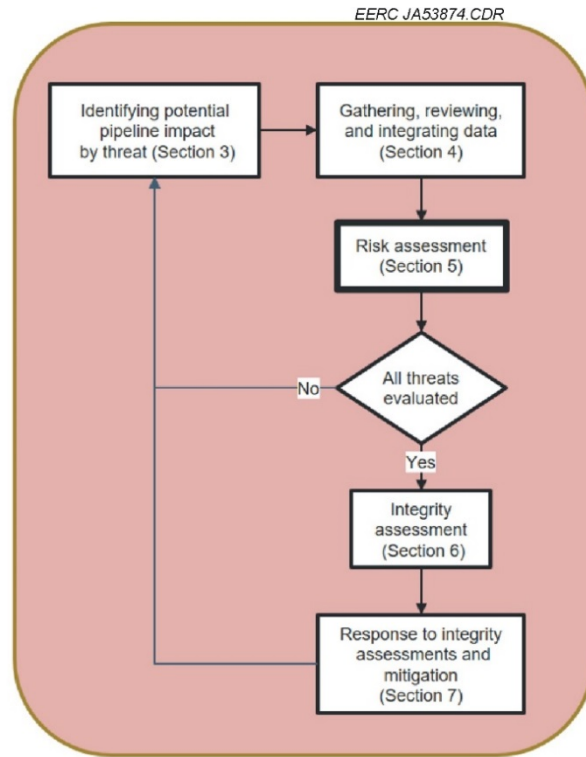 EERC JA53874.CDR
Identifying potential
pipeline impact
by threat (Section 3)
Gathering, reviewing,
and integrating data
(Section 4)
Risk assessment
(Section 5)
All threats
evaluated
No
Yes
Integrity
assessment
(Section 6)
Response to integrity
assessments and
mitigation
(Section 7)